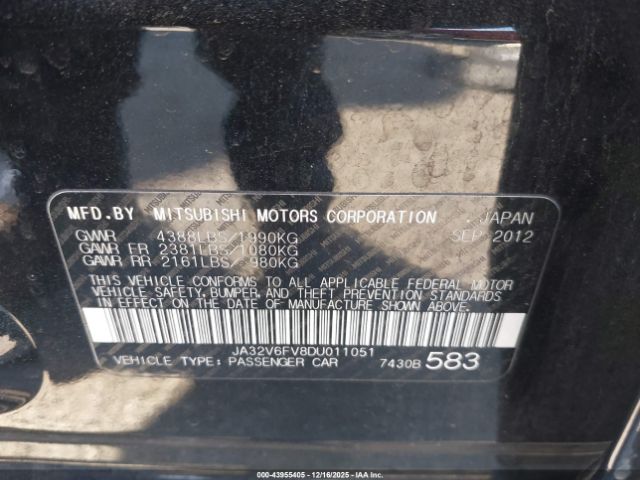 MFD.BY MITSUBISHI MOTORS CORPORATION . JAPAN
GVWR 4388LBS/1990KG SEP 2012
GAWR FR 2381LBS/1080KG
GAWR RR 2161LBS/ 980KG
THIS VEHICLE CONFORMS TO ALL APPLICABLE FEDERAL MOTOR
VEHICLE SAFETY, BUMPER, AND THEFT PREVENTION STANDARDS
IN EFFECT ON THE DATE OF MANUFACTURE SHOWN ABOVE.
JA32V6FV8DU011051
VEHICLE TYPE: PASSENGER CAR 7430B 583
000-43955405 - 12/16/2025 - IAA